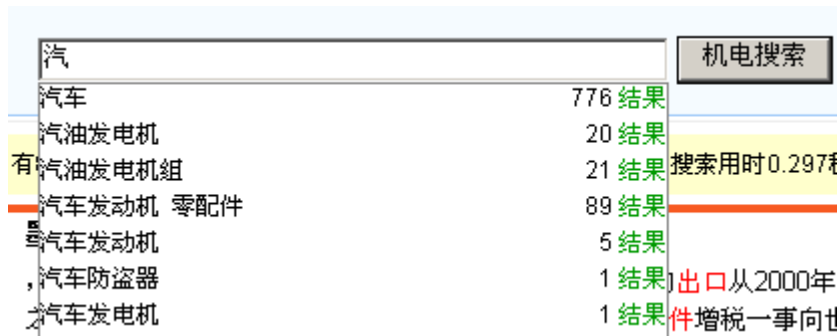 汽
机电搜索
汽车 776 结果
汽油发电机 20 结果
有
汽油发电机组 21 结果
搜索用时0.297
汽车发动机 零配件 89 结果
汽车发动机 5 结果
,
汽车防盗器 1 结果
出口从2000年
汽车发电机 1 结果
件增税一事向